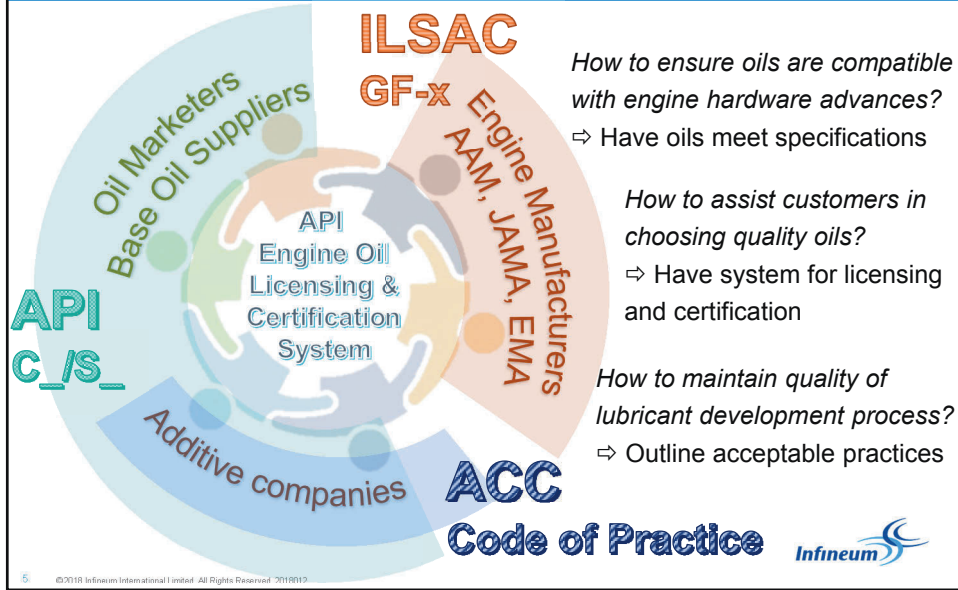 ILSAC
GF-x
Oil Marketers
Base Oil Suppliers
Engine Manufacturers
AAM, JAMA, EMA
API
Engine Oil
Licensing &
Certification
System
API
C_/S_
Additive companies
ACC
Code of Practice
How to ensure oils are compatible
with engine hardware advances?
⇨ Have oils meet specifications
How to assist customers in
choosing quality oils?
⇨ Have system for licensing
and certification
How to maintain quality of
lubricant development process?
⇨ Outline acceptable practices
Infineum
5 ©2018 Infineum International Limited. All Rights Reserved. 2018012